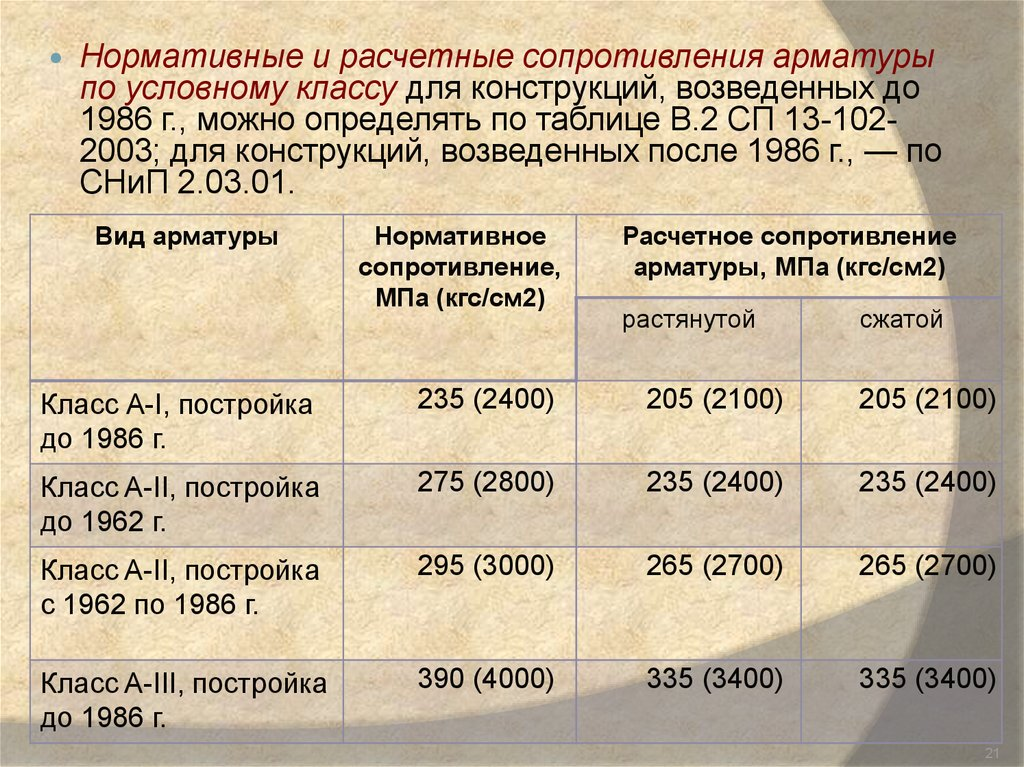 Нормативные и расчетные сопротивления арматуры
по условному классу для конструкций, возведенных до
1986 г., можно определять по таблице В.2 СП 13-102-
2003; для конструкций, возведенных после 1986 г., — по
СНиП 2.03.01.
Вид арматуры
Нормативное
сопротивление,
МПа (кгс/см2)
Расчетное сопротивление
арматуры, МПа (кгс/см2)
растянутой
сжатой
Класс А-I, постройка
до 1986 г.
235 (2400)
205 (2100)
205 (2100)
Класс А-II, постройка
до 1962 г.
275 (2800)
235 (2400)
235 (2400)
Класс А-II, постройка
с 1962 по 1986 г.
295 (3000)
265 (2700)
265 (2700)
Класс А-III, постройка
до 1986 г.
390 (4000)
335 (3400)
335 (3400)
21